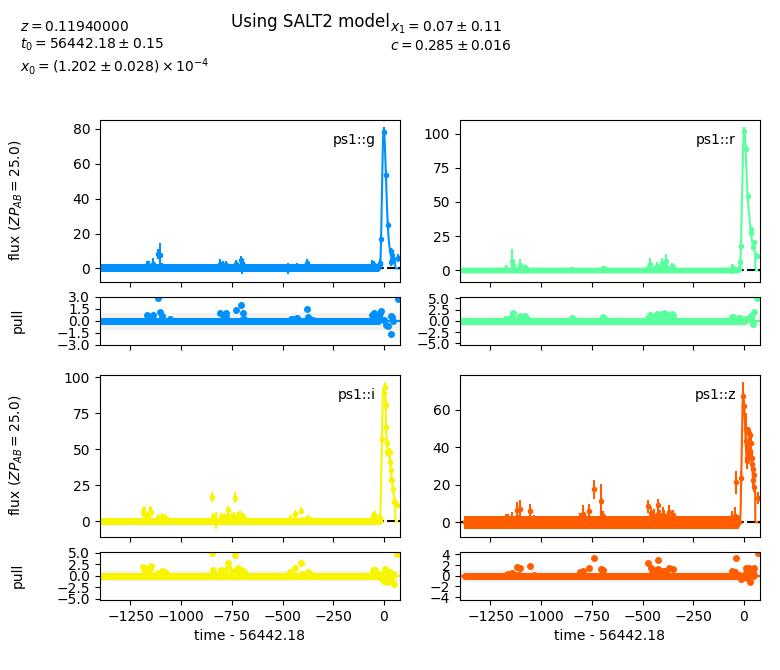 Using SALT2 model
z = 0.11940000
t₀ = 56442.18 ± 0.15
x₀ = (1.202 ± 0.028) × 10⁻⁴
x₁ = 0.07 ± 0.11
c = 0.285 ± 0.016
80
60
40
20
0
flux (ZP_AB = 25.0)
ps1::g
100
75
50
25
0
ps1::r
3.0
1.5
0.0
−1.5
−3.0
pull
5.0
2.5
0.0
−2.5
−5.0
100
75
50
25
0
flux (ZP_AB = 25.0)
ps1::i
60
40
20
0
ps1::z
5.0
2.5
0.0
−2.5
−5.0
pull
4
2
0
−2
−4
−1250 −1000 −750 −500 −250 0
time - 56442.18
−1250 −1000 −750 −500 −250 0
time - 56442.18